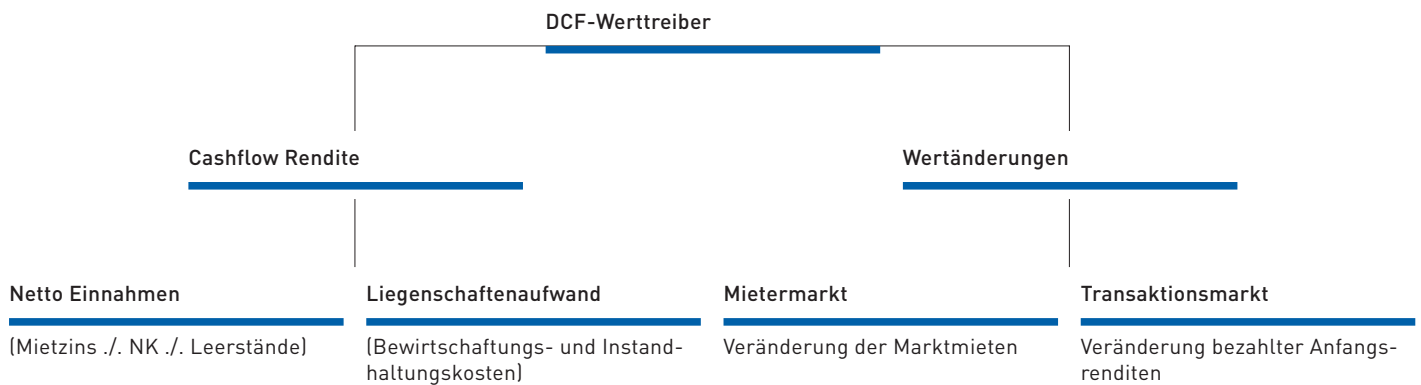 DCF-Werttreiber
Cashflow Rendite
Wertänderungen
Netto Einnahmen
(Mietzins ./. NK ./. Leerstände)
Liegenschaftenaufwand
(Bewirtschaftungs- und Instand-
haltungskosten)
Mietermarkt
Veränderung der Marktmieten
Transaktionsmarkt
Veränderung bezahlter Anfangs-
renditen